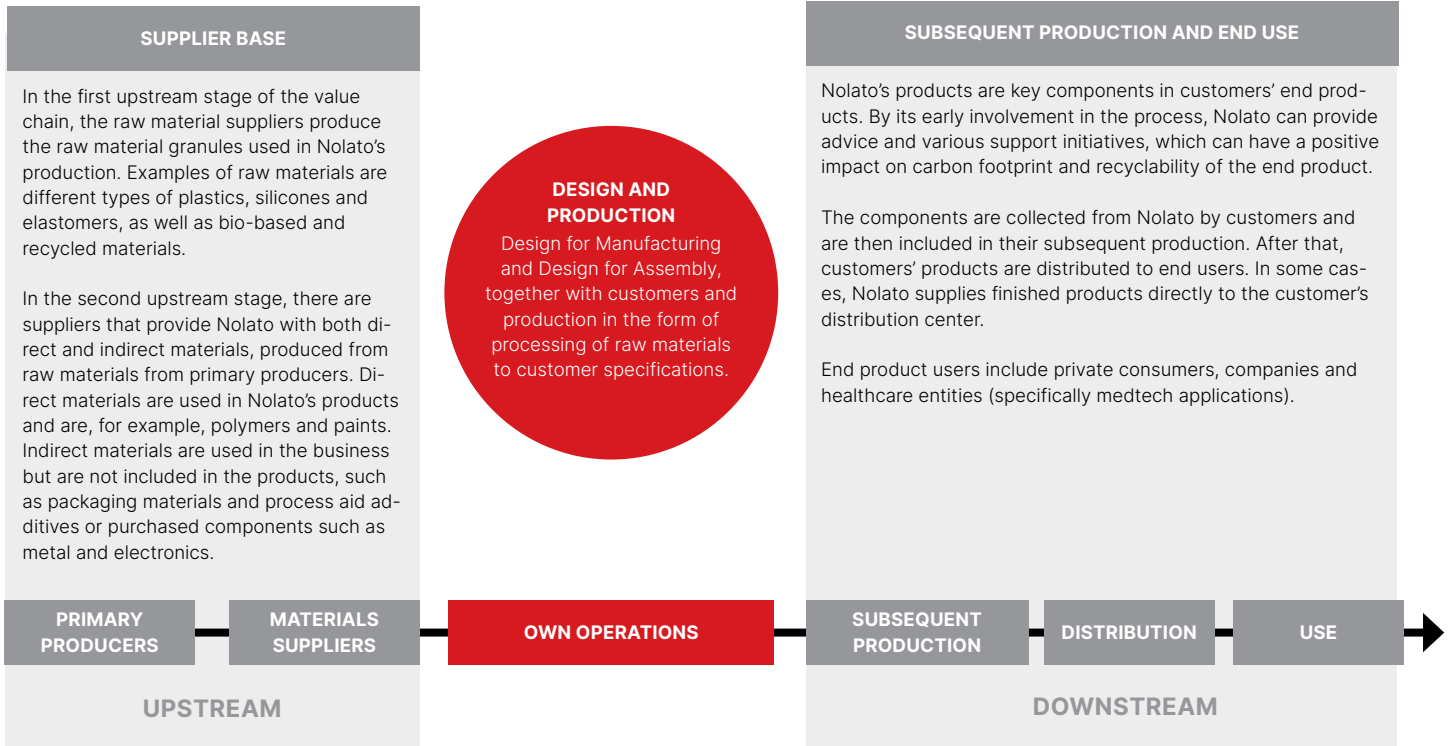 SUPPLIER BASE
In the first upstream stage of the value
chain, the raw material suppliers produce
the raw material granules used in Nolato’s
production. Examples of raw materials are
different types of plastics, silicones and
elastomers, as well as bio-based and
recycled materials.
In the second upstream stage, there are
suppliers that provide Nolato with both di-
rect and indirect materials, produced from
raw materials from primary producers. Di-
rect materials are used in Nolato’s products
and are, for example, polymers and paints.
Indirect materials are used in the business
but are not included in the products, such
as packaging materials and process aid ad-
ditives or purchased components such as
metal and electronics.
DESIGN AND
PRODUCTION
Design for Manufacturing
and Design for Assembly,
together with customers and
production in the form of
processing of raw materials
to customer specifications.
SUBSEQUENT PRODUCTION AND END USE
Nolato’s products are key components in customers’ end prod-
ucts. By its early involvement in the process, Nolato can provide
advice and various support initiatives, which can have a positive
impact on carbon footprint and recyclability of the end product.
The components are collected from Nolato by customers and
are then included in their subsequent production. After that,
customers’ products are distributed to end users. In some cas-
es, Nolato supplies finished products directly to the customer’s
distribution center.
End product users include private consumers, companies and
healthcare entities (specifically medtech applications).
PRIMARY
PRODUCERS
MATERIALS
SUPPLIERS
OWN OPERATIONS
SUBSEQUENT
PRODUCTION
DISTRIBUTION
USE
UPSTREAM
DOWNSTREAM